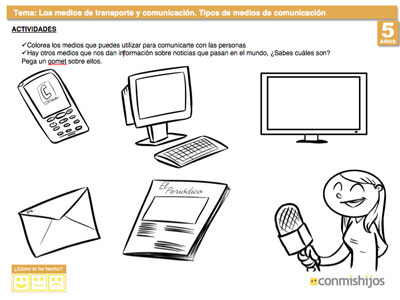 Tema: Los medios de transporte y comunicación. Tipos de medios de comunicación
5
AÑOS
ACTIVIDADES
✓Colorea los medios que puedes utilizar para comunicarte con las personas
✓Hay otros medios que nos dan información sobre noticias que pasan en el mundo, ¿Sabes cuáles son?
Pega un gomet sobre ellos.
El Periódico
¿Cómo lo he hecho?
conmishijos